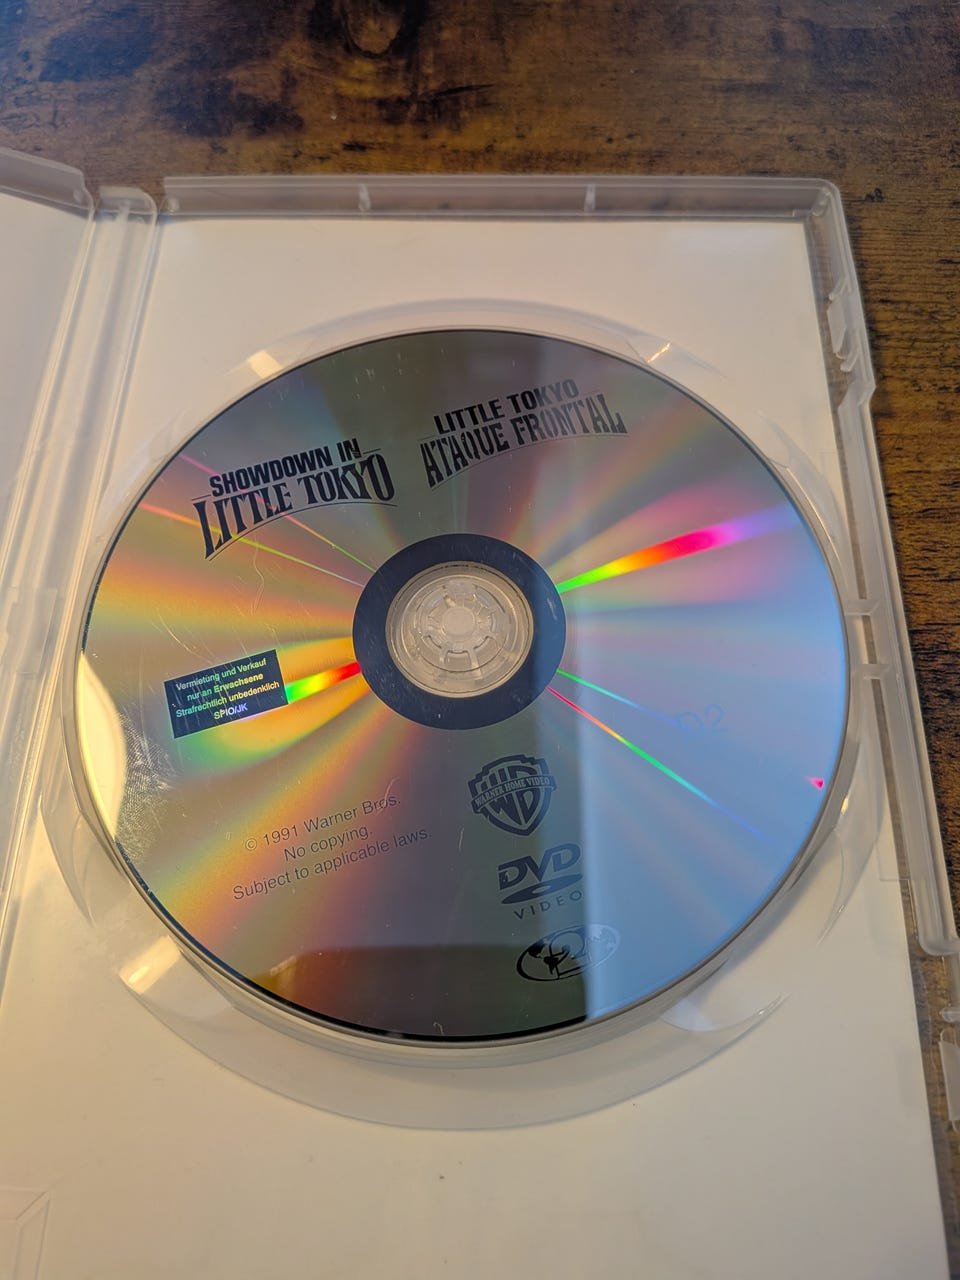 SHOWDOWN IN
LITTLE TOKYO
LITTLE TOKYO
ATAQUE FRONTAL
Vermietung und Verkauf
nur an Erwachsene
Strafrechtlich unbedenklich
SPIO/JK
© 1991 Warner Bros.
No copying.
Subject to applicable laws.
WB
WARNER HOME VIDEO
DVD
VIDEO
2